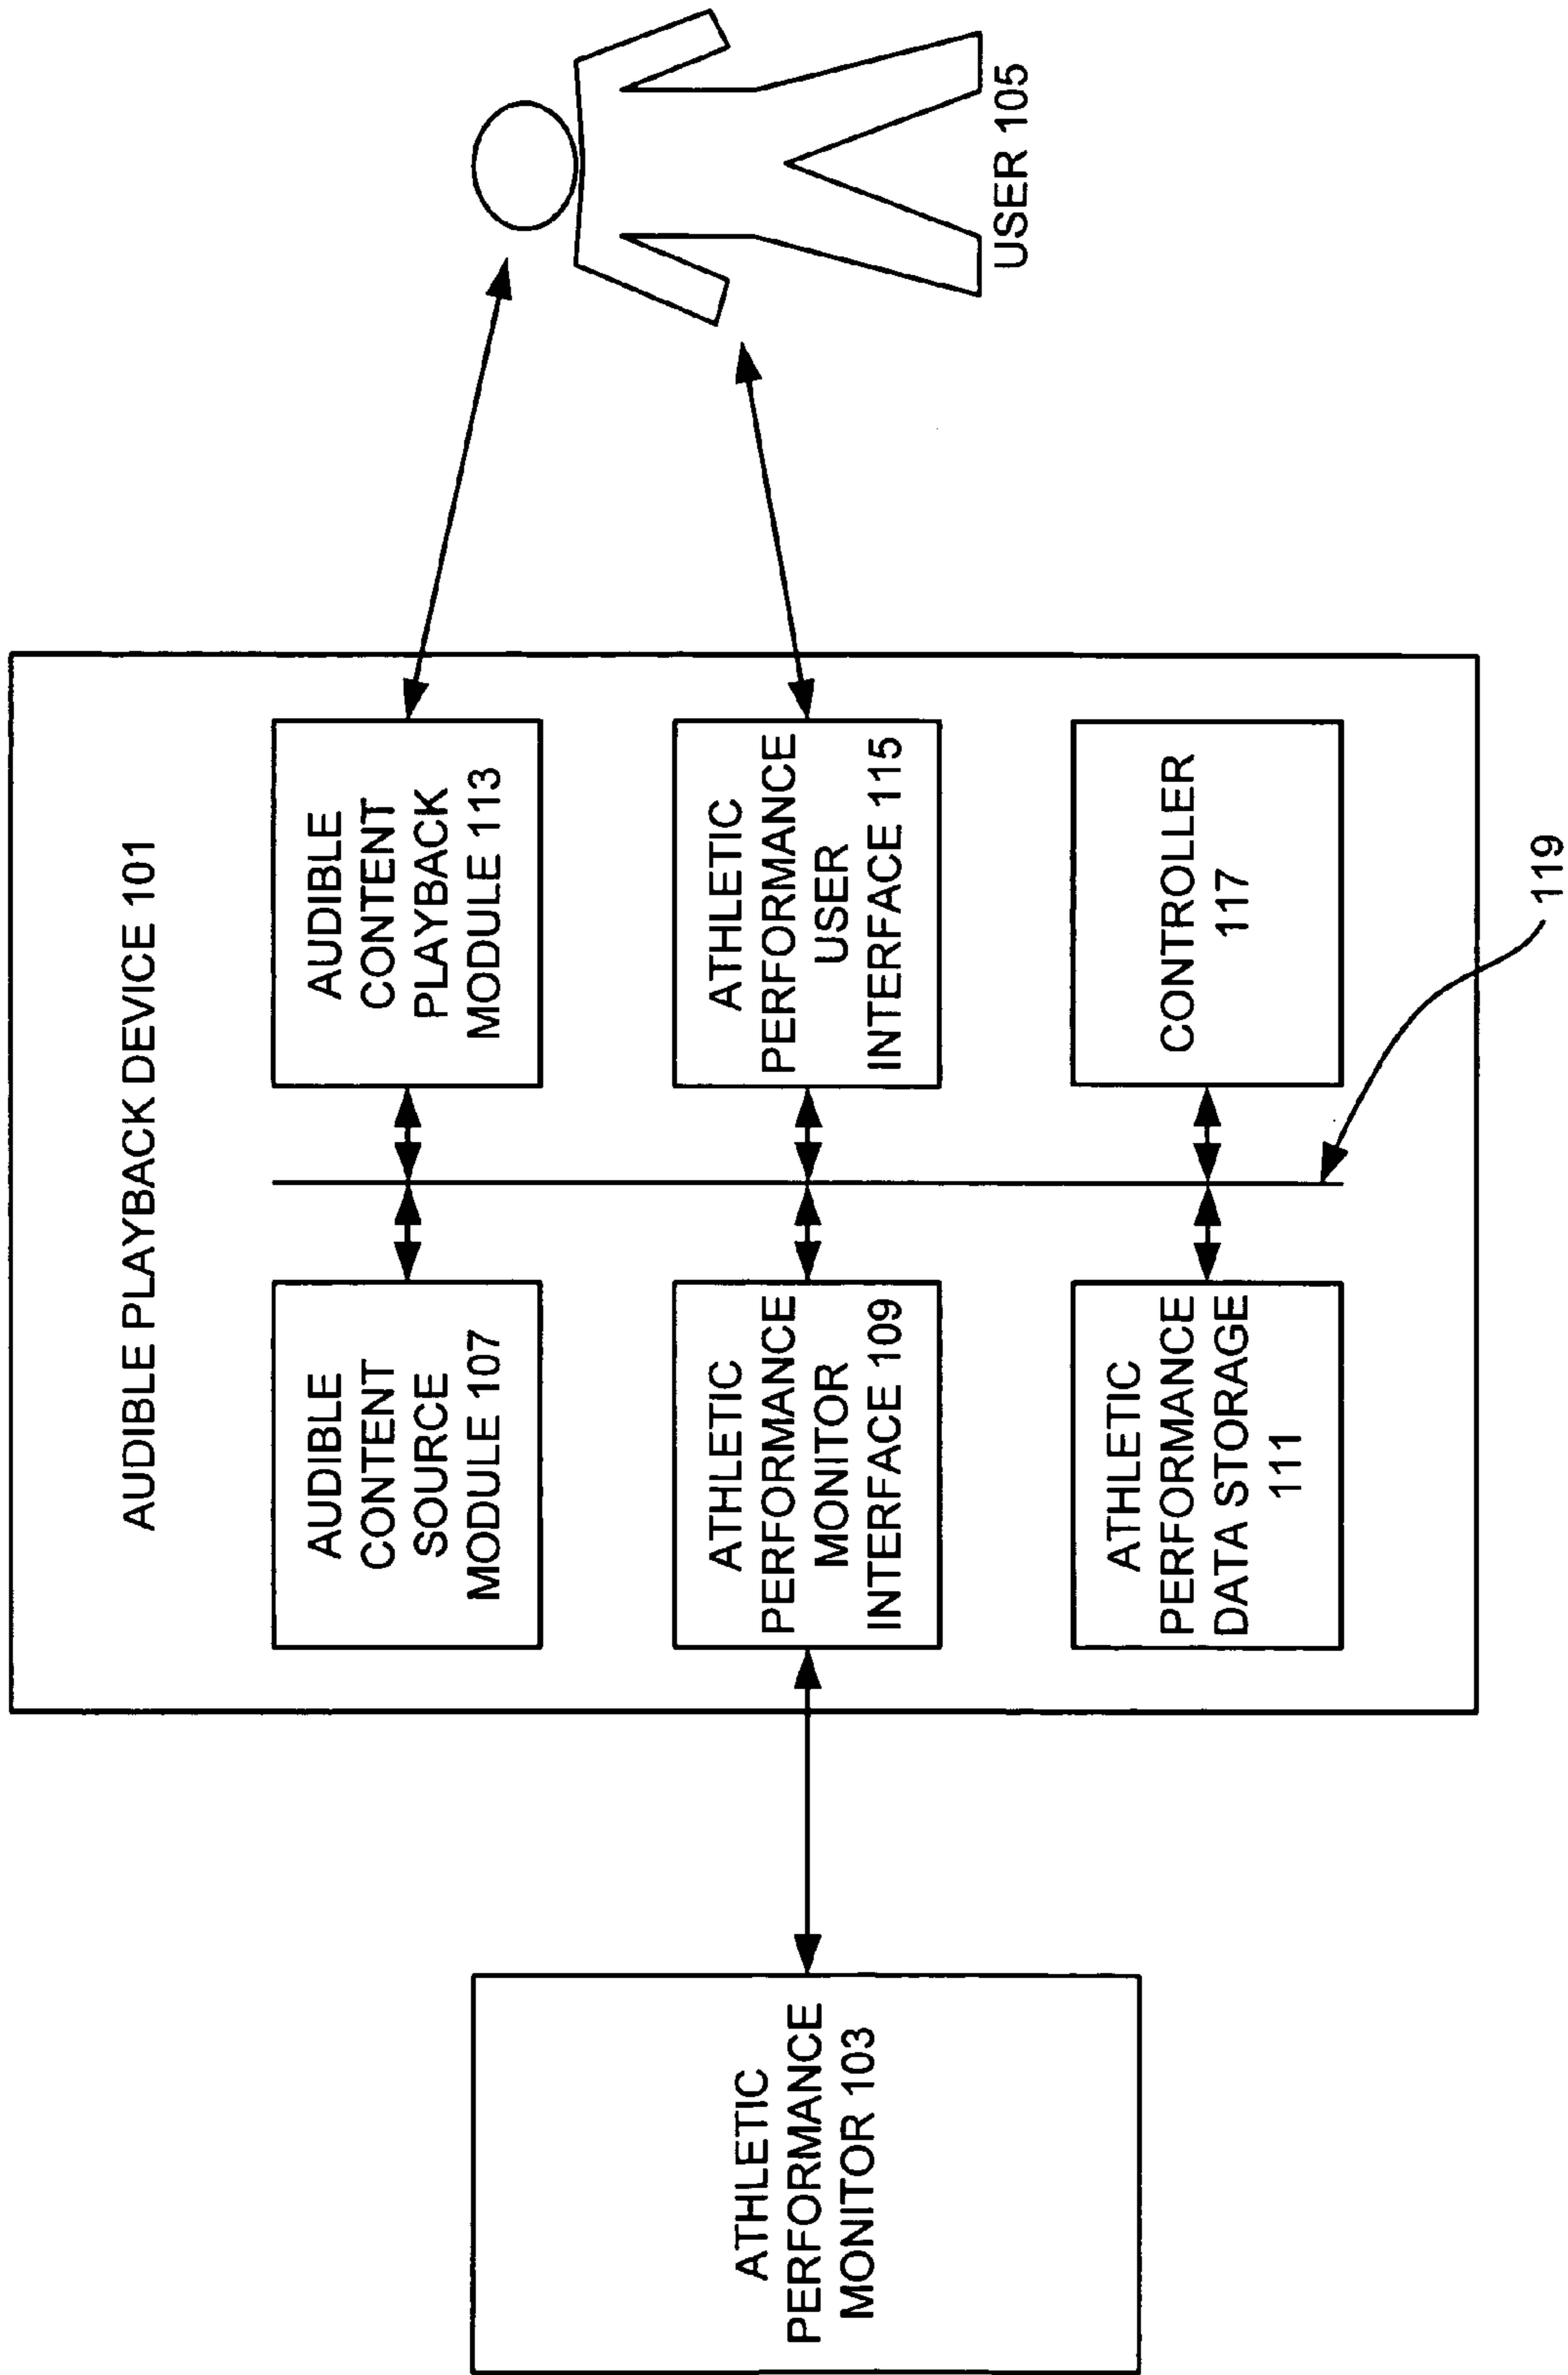 AUDIBLE PLAYBACK DEVICE 101
AUDIBLE
CONTENT
SOURCE
MODULE 107
AUDIBLE
CONTENT
PLAYBACK
MODULE 113
ATHLETIC
PERFORMANCE
MONITOR 103
ATHLETIC
PERFORMANCE
MONITOR
INTERFACE 109
ATHLETIC
PERFORMANCE
USER
INTERFACE 115
USER 105
ATHLETIC
PERFORMANCE
DATA STORAGE
111
CONTROLLER
117
119